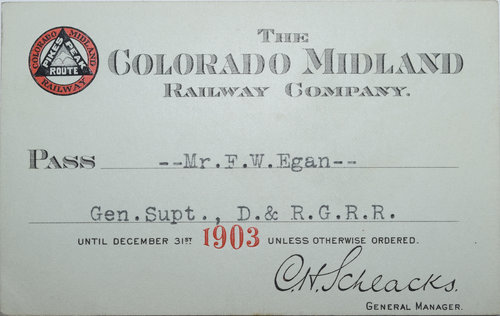 COLORADO MIDLAND
PIKES PEAK
ROUTE
RAILWAY
THE
COLORADO MIDLAND
RAILWAY COMPANY.
PASS --Mr.F.W.Egan--
Gen.Supt., D.& R.G.R.R.
UNTIL DECEMBER 31ST 1903 UNLESS OTHERWISE ORDERED.
C.H.Schlacks.
GENERAL MANAGER.